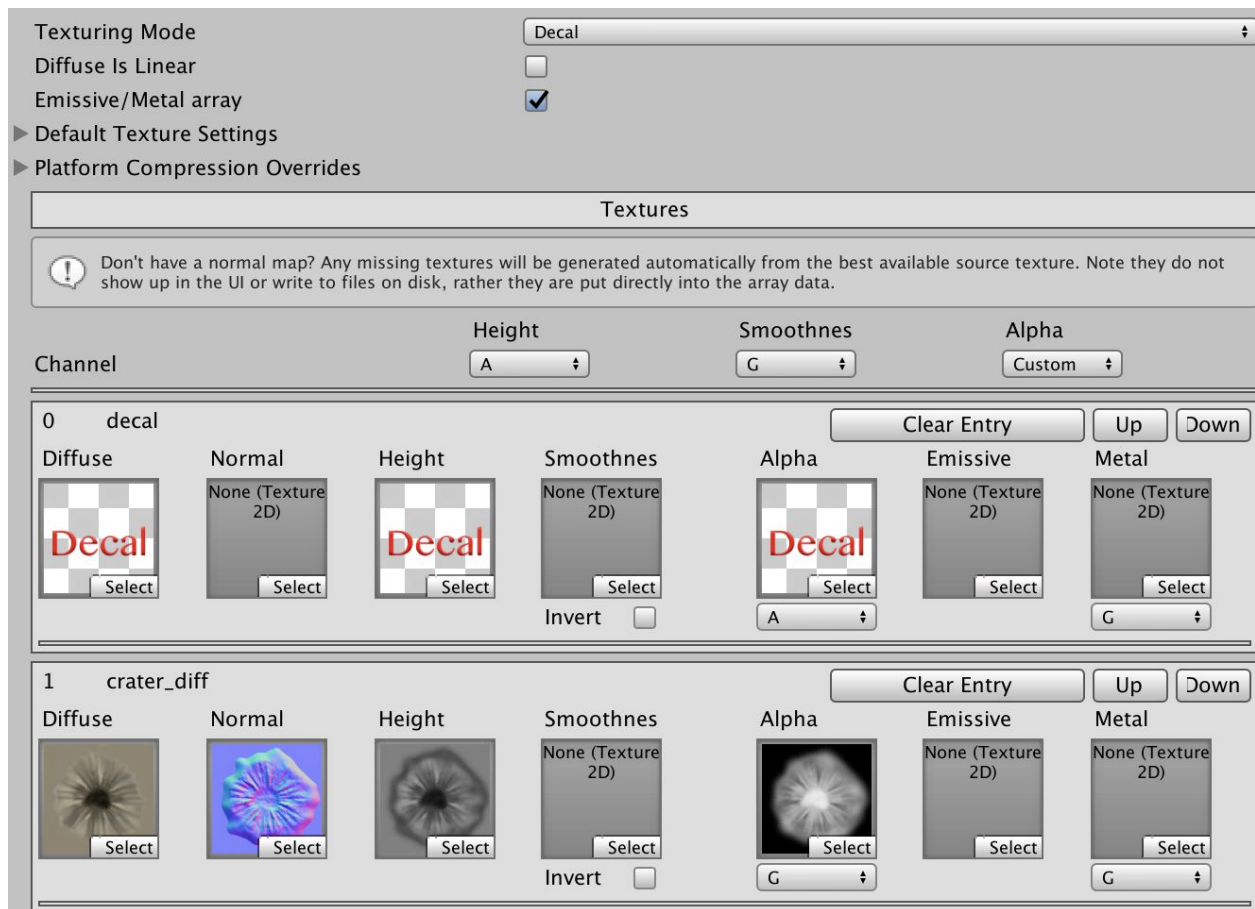 Texturing Mode Decal
Diffuse Is Linear
Emissive/Metal array
Default Texture Settings
Platform Compression Overrides
Textures
Don't have a normal map? Any missing textures will be generated automatically from the best available source texture. Note they do not
show up in the UI or write to files on disk, rather they are put directly into the array data.
Height Smoothnes Alpha
Channel A G Custom
0 decal Clear Entry Up Down
Diffuse Normal Height Smoothnes Alpha Emissive Metal
None (Texture None (Texture None (Texture None (Texture
2D) 2D) 2D) 2D)
Decal Decal Decal
Select Select Select Select Select Select Select
Invert A G
1 crater_diff Clear Entry Up Down
Diffuse Normal Height Smoothnes Alpha Emissive Metal
None (Texture None (Texture None (Texture
2D) 2D) 2D)
Select Select Select Select Select Select Select
Invert G G